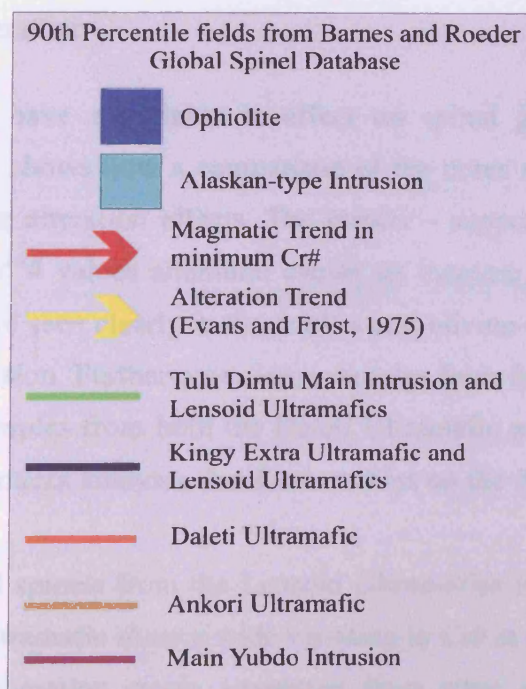 90th Percentile fields from Barnes and Roeder
Global Spinel Database
Ophiolite
Alaskan-type Intrusion
Magmatic Trend in
minimum Cr#
Alteration Trend
(Evans and Frost, 1975)
Tulu Dimtu Main Intrusion and
Lensoid Ultramafics
Kingy Extra Ultramafic and
Lensoid Ultramafic
Daleti Ultramafic
Ankori Ultramafic
Main Yubdo Intrusion